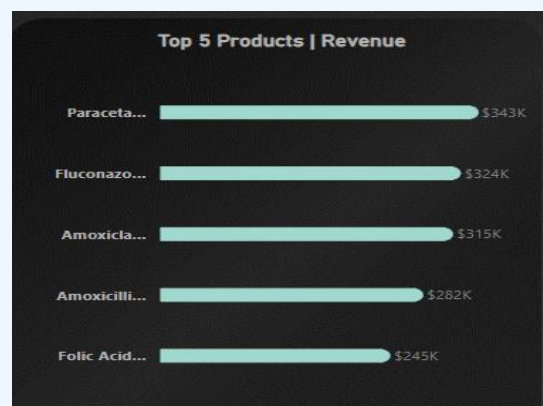 Top 5 Products | Revenue
Paraceta... $343K
Fluconazo... $324K
Amoxicla... $315K
Amoxicilli... $282K
Folic Acid... $245K